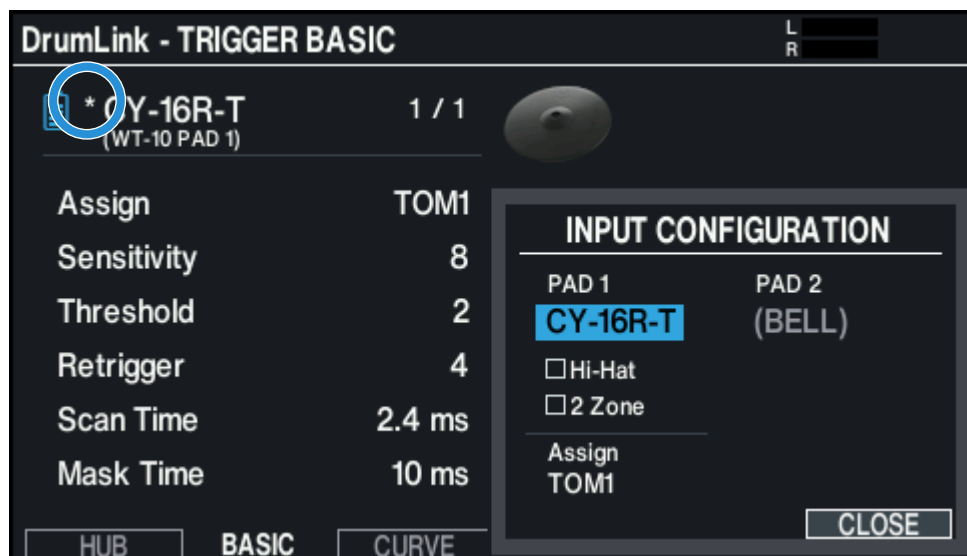 DrumLink - TRIGGER BASIC
L
R
* CY-16R-T 1 / 1
(WT-10 PAD 1)
Assign TOM1
Sensitivity 8
Threshold 2
Retrigger 4
Scan Time 2.4 ms
Mask Time 10 ms
HUB BASIC CURVE
INPUT CONFIGURATION
PAD 1 PAD 2
CY-16R-T (BELL)
Hi-Hat
2 Zone
Assign
TOM1
CLOSE